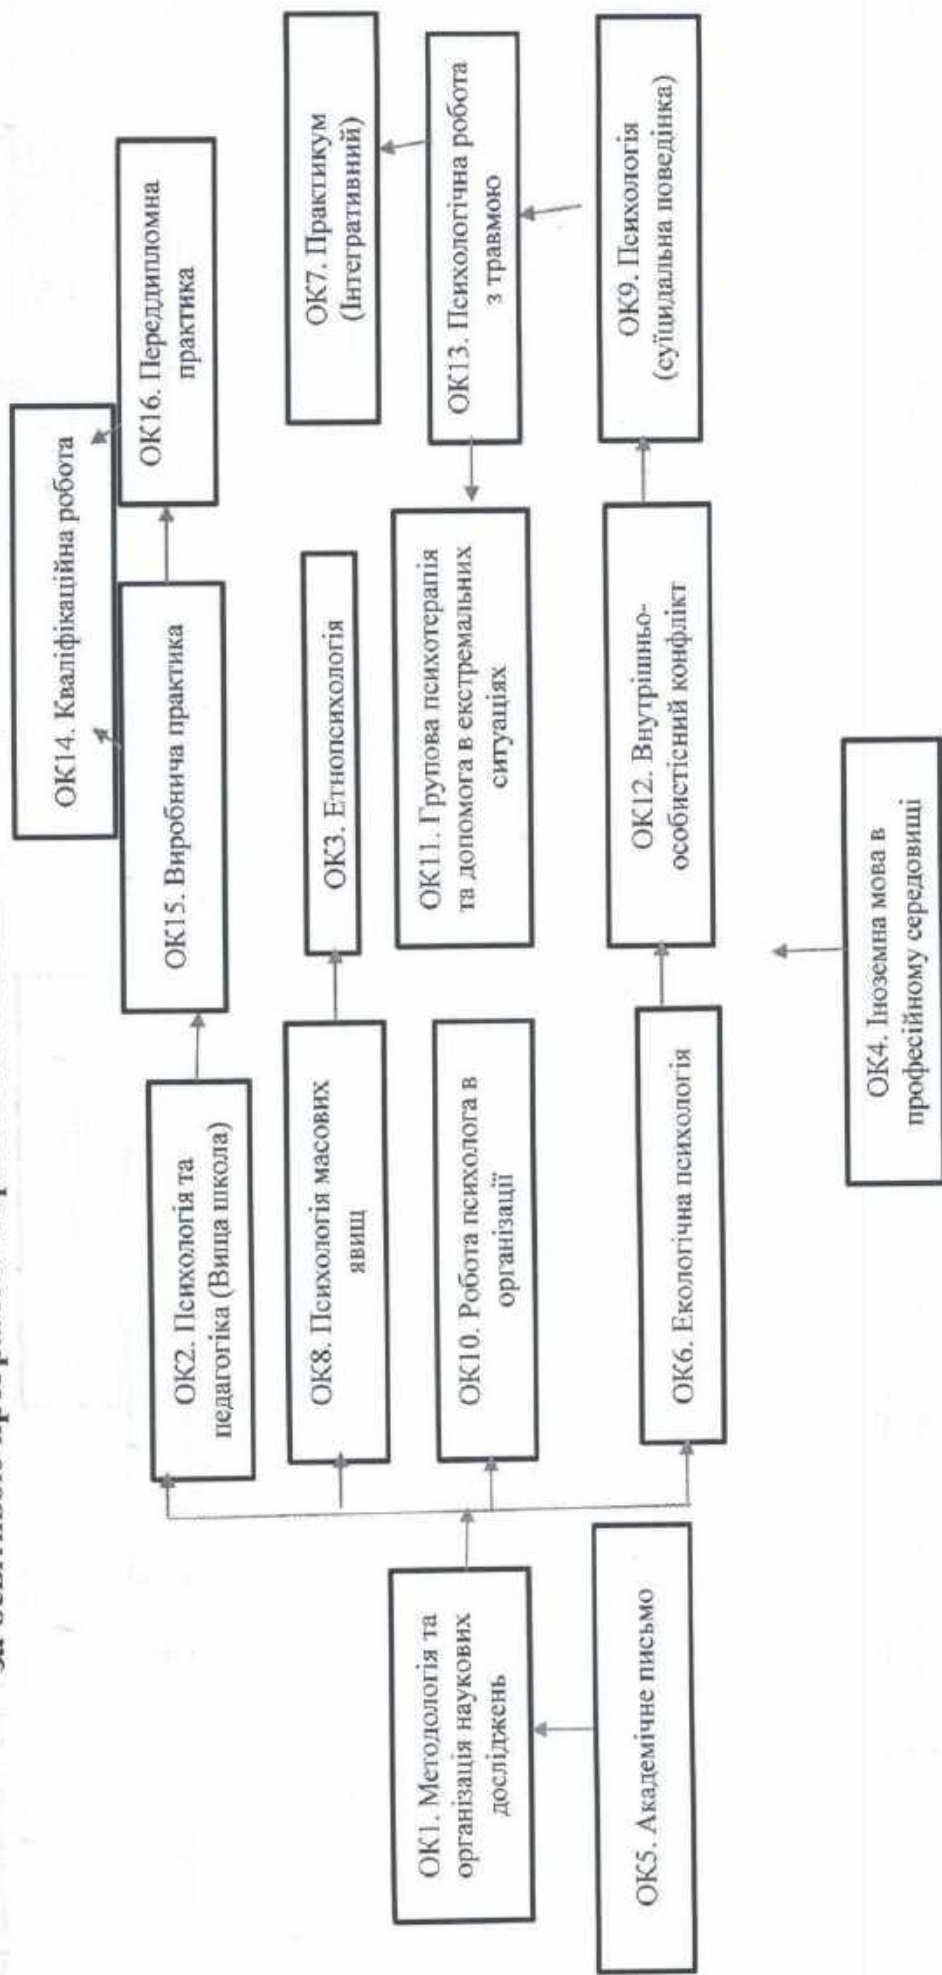 ОК14. Кваліфікаційна робота
ОК2. Психологія та
педагогіка (Вища школа)
ОК15. Виробнича практика
ОК16. Переддипломна
практика
ОК8. Психологія масових
явищ
ОК3. Етнопсихологія
ОК7. Практикум
(Інтегративний)
ОК1. Методологія та
організація наукових
досліджень
ОК10. Робота психолога в
організації
ОК11. Групова психотерапія
та допомога в екстремальних
ситуаціях
ОК13. Психологічна робота
з травмою
ОК5. Академічне письмо
ОК6. Екологічна психологія
ОК12. Внутрішньо-
особистісний конфлікт
ОК9. Психологія
(суїцидальна поведінка)
ОК4. Іноземна мова в
професійному середовищі